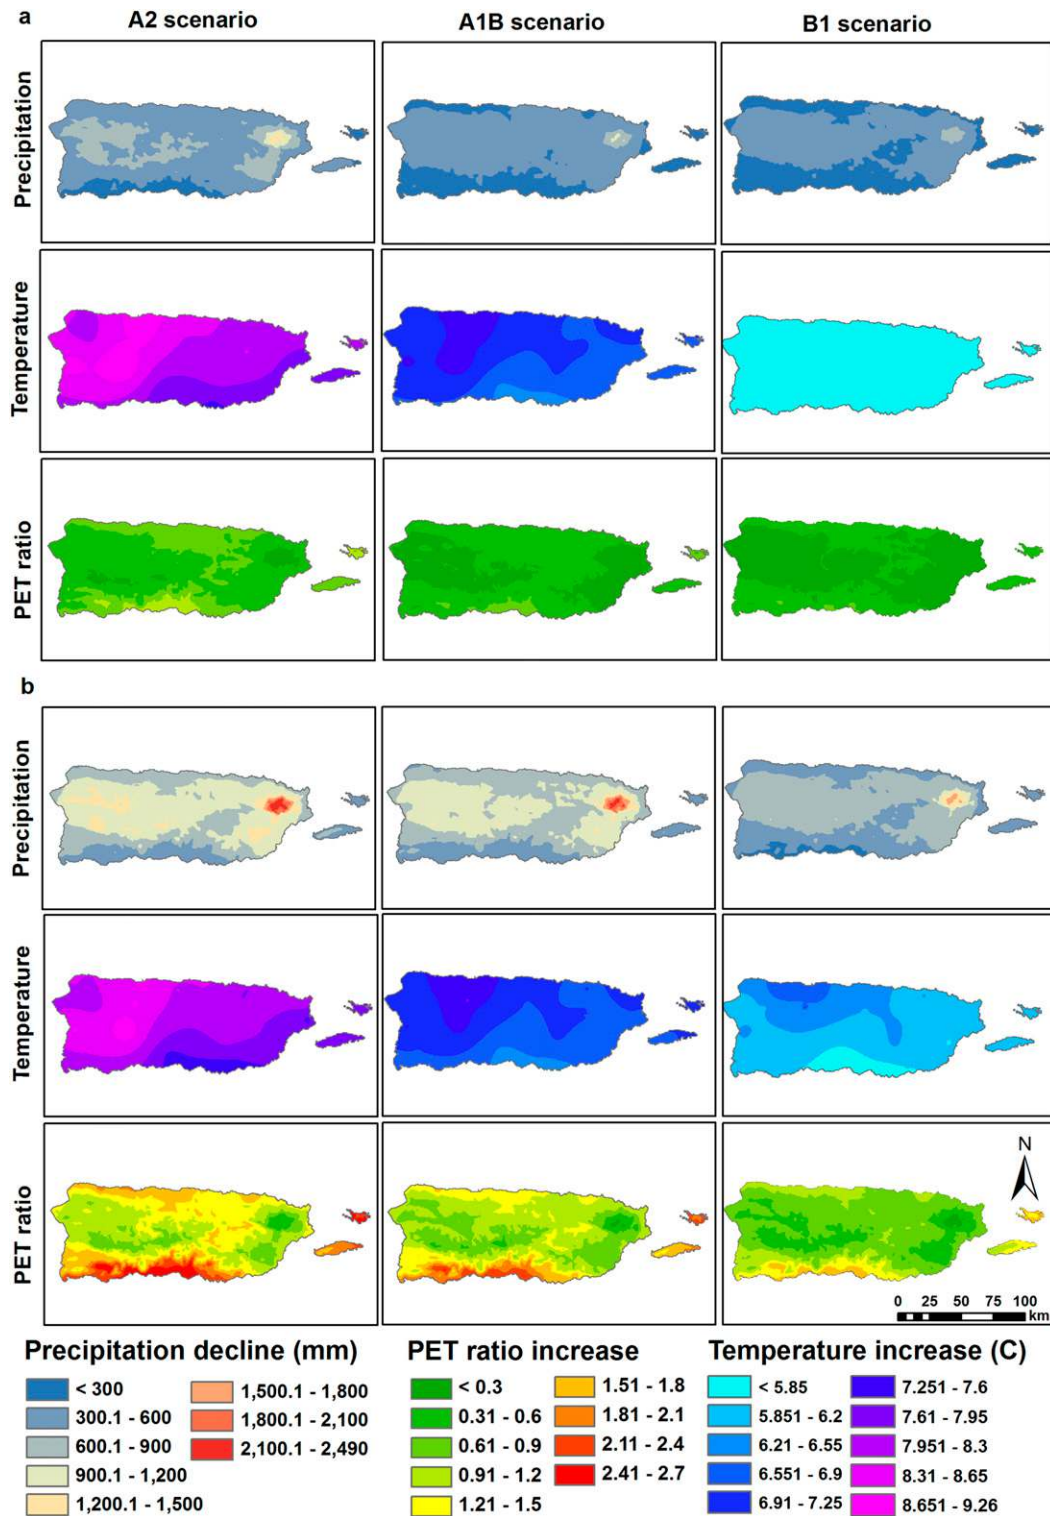 a
A2 scenario
A1B scenario
B1 scenario
Precipitation
Temperature
PET ratio
b
Precipitation
Temperature
PET ratio
N
0 25 50 75 100
km
Precipitation decline (mm)
< 300
300.1 - 600
600.1 - 900
900.1 - 1,200
1,200.1 - 1,500
1,500.1 - 1,800
1,800.1 - 2,100
2,100.1 - 2,490
PET ratio increase
< 0.3
0.31 - 0.6
0.61 - 0.9
0.91 - 1.2
1.21 - 1.5
1.51 - 1.8
1.81 - 2.1
2.11 - 2.4
2.41 - 2.7
Temperature increase (C)
< 5.85
5.851 - 6.2
6.21 - 6.55
6.551 - 6.9
6.91 - 7.25
7.251 - 7.6
7.61 - 7.95
7.951 - 8.3
8.31 - 8.65
8.651 - 9.26